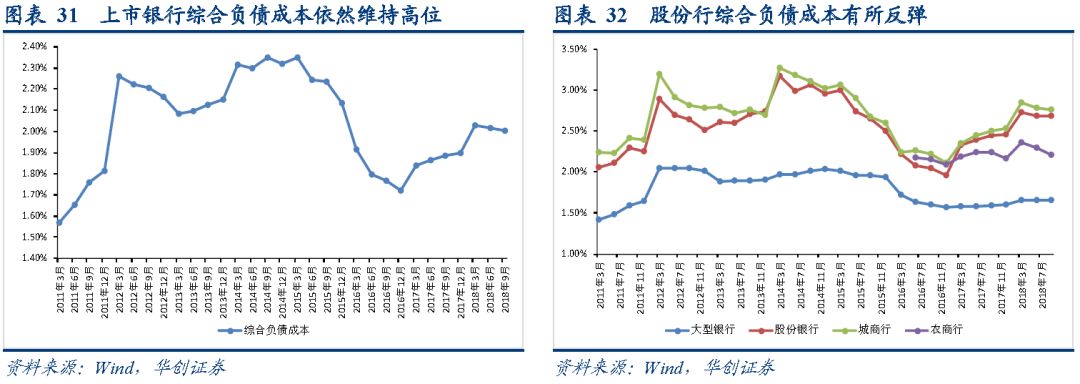 图表 31 上市银行综合负债成本依然维持高位
2.40%
2.30%
2.20%
2.10%
2.00%
1.90%
1.80%
1.70%
1.60%
1.50%
1.40%
2011年3月
2011年6月
2011年9月
2011年12月
2012年3月
2012年6月
2012年9月
2012年12月
2013年3月
2013年6月
2013年9月
2013年12月
2014年3月
2014年6月
2014年9月
2014年12月
2015年3月
2015年6月
2015年9月
2015年12月
2016年3月
2016年6月
2016年9月
2016年12月
2017年3月
2017年6月
2017年9月
2017年12月
2018年3月
2018年6月
2018年9月
综合负债成本
资料来源：Wind，华创证券
图表 32 股份行综合负债成本有所反弹
3.50%
3.00%
2.50%
2.00%
1.50%
1.00%
2011年3月
2011年7月
2011年11月
2012年3月
2012年7月
2012年11月
2013年3月
2013年7月
2013年11月
2014年3月
2014年7月
2014年11月
2015年3月
2015年7月
2015年11月
2016年3月
2016年7月
2016年11月
2017年3月
2017年7月
2017年11月
2018年3月
2018年7月
大型银行
股份银行
城商行
农商行
资料来源：Wind，华创证券